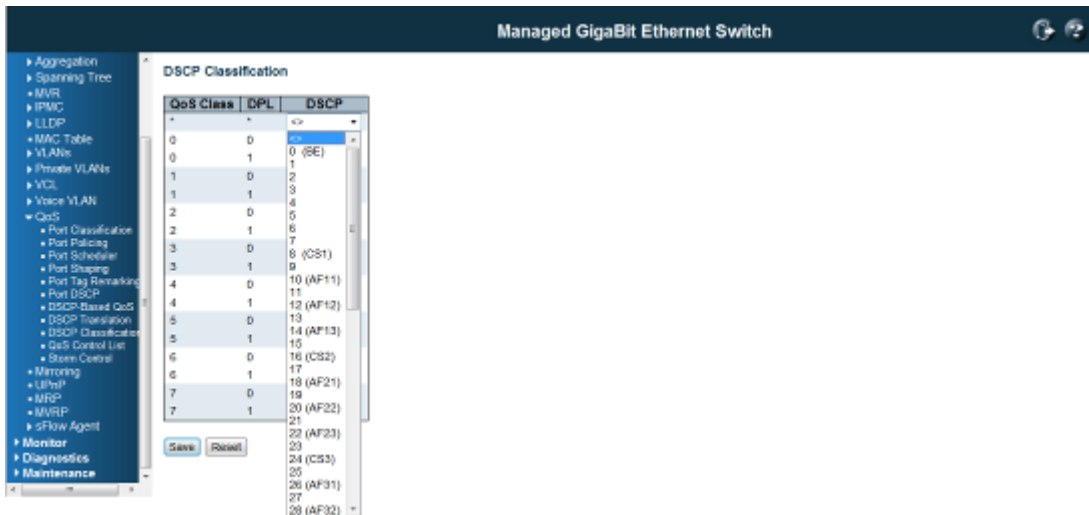 Managed GigaBit Ethernet Switch
Aggregation
Spanning Tree
MVR
IPMC
LLDP
MAC Table
VLANs
Private VLANs
VCL
Voice VLAN
QoS
Port Classification
Port Policing
Port Scheduler
Port Shaping
Port Tag Remarking
Port DSCP
DSCP-Based QoS
DSCP Translation
DSCP Classification
QoS Control List
Storm Control
Mirroring
UPnP
MRP
MVRP
sFlow Agent
Monitor
Diagnostics
Maintenance
DSCP Classification
QoS Class DPL DSCP
* * <>
0 0
0 1
1 0
1 1
2 0
2 1
3 0
3 1
4 0
4 1
5 0
5 1
6 0
6 1
7 0
7 1
<>
0 (BE)
1
2
3
4
5
6
7
8 (CS1)
9
10 (AF11)
11
12 (AF12)
13
14 (AF13)
15
16 (CS2)
17
18 (AF21)
19
20 (AF22)
21
22 (AF23)
23
24 (CS3)
25
26 (AF31)
27
28 (AF32)
Save Reset